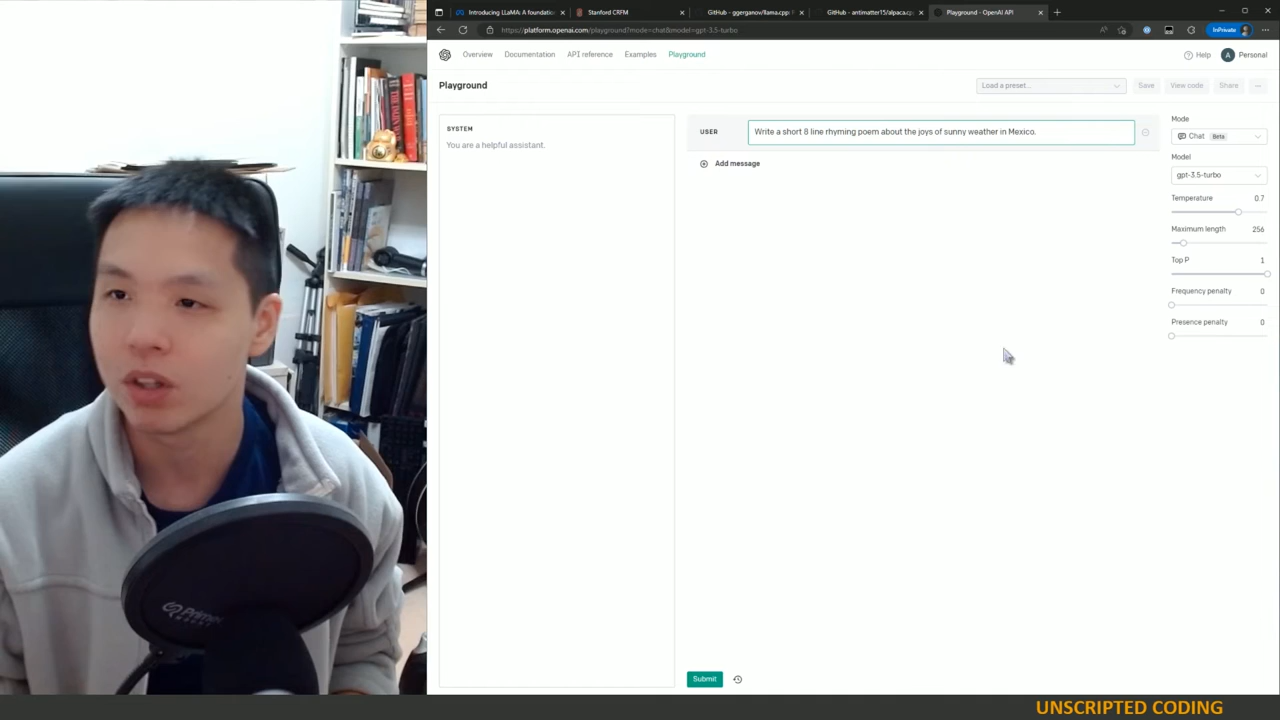 Introducing LLaMA: A foundation
Stanford CRFM
GitHub - ggerganov/llama.cpp: P
GitHub - antimatter15/alpaca.cp
Playground - OpenAI API
https://platform.openai.com/playground?mode=chat&model=gpt-3.5-turbo
InPrivate
Overview
Documentation
API reference
Examples
Playground
Help
A
Personal
Playground
Load a preset...
Save
View code
Share
SYSTEM
You are a helpful assistant.
USER
Write a short 8 line rhyming poem about the joys of sunny weather in Mexico.
Add message
Mode
Chat Beta
Model
gpt-3.5-turbo
Temperature 0.7
Maximum length 256
Top P 1
Frequency penalty 0
Presence penalty 0
Submit
UNSCRIPTED CODING